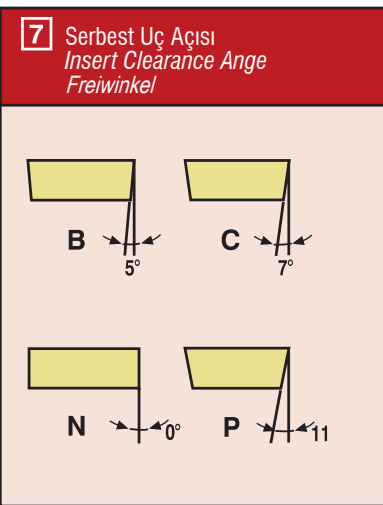 7 Serbest Uç Açısı
Insert Clearance Ange
Freiwinkel
B 5°
C 7°
N 0°
P 11